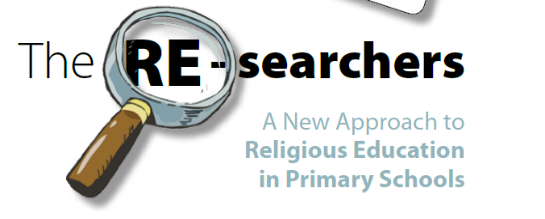 The RE-searchers
A New Approach to
Religious Education
in Primary Schools